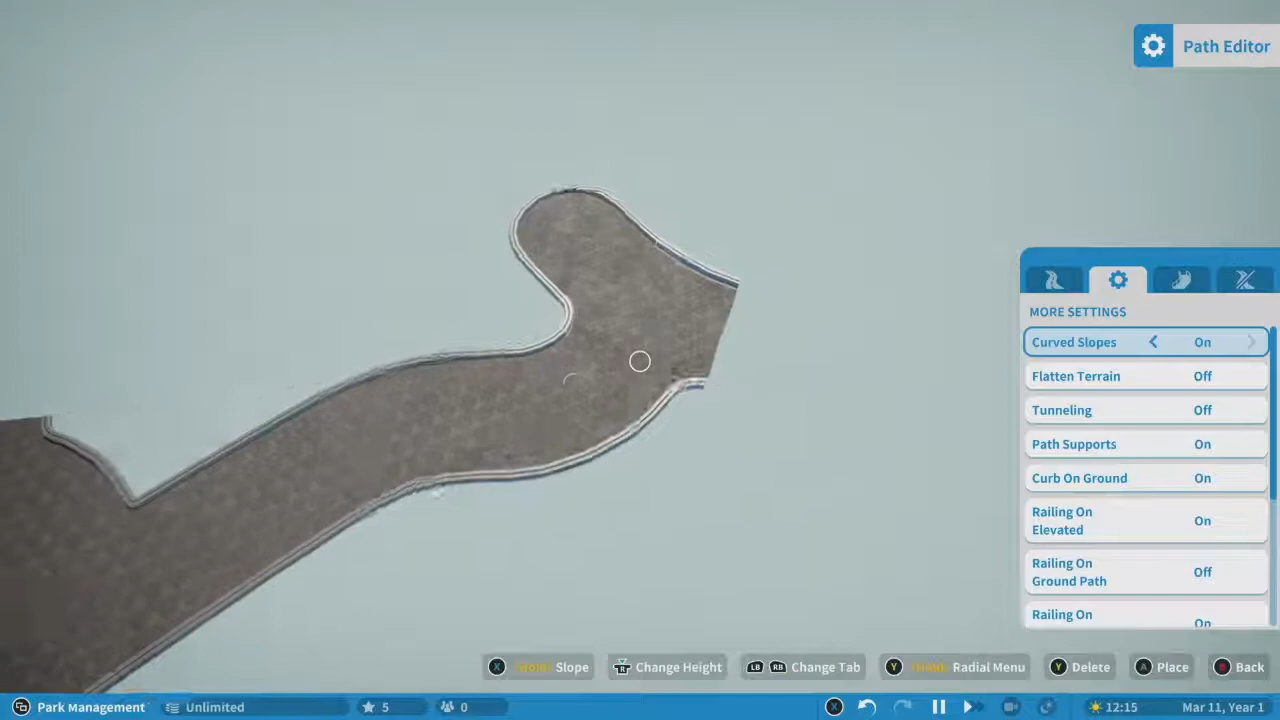 Path Editor
MORE SETTINGS
Curved Slopes On
Flatten Terrain Off
Tunneling Off
Path Supports On
Curb On Ground On
Railing On
Elevated On
Railing On
Ground Path Off
Railing On On
X Slope R Change Height LB RB Change Tab Y Radial Menu Y Delete A Place B Back
Park Management Unlimited 5 0 X 12:15 Mar 11, Year 1